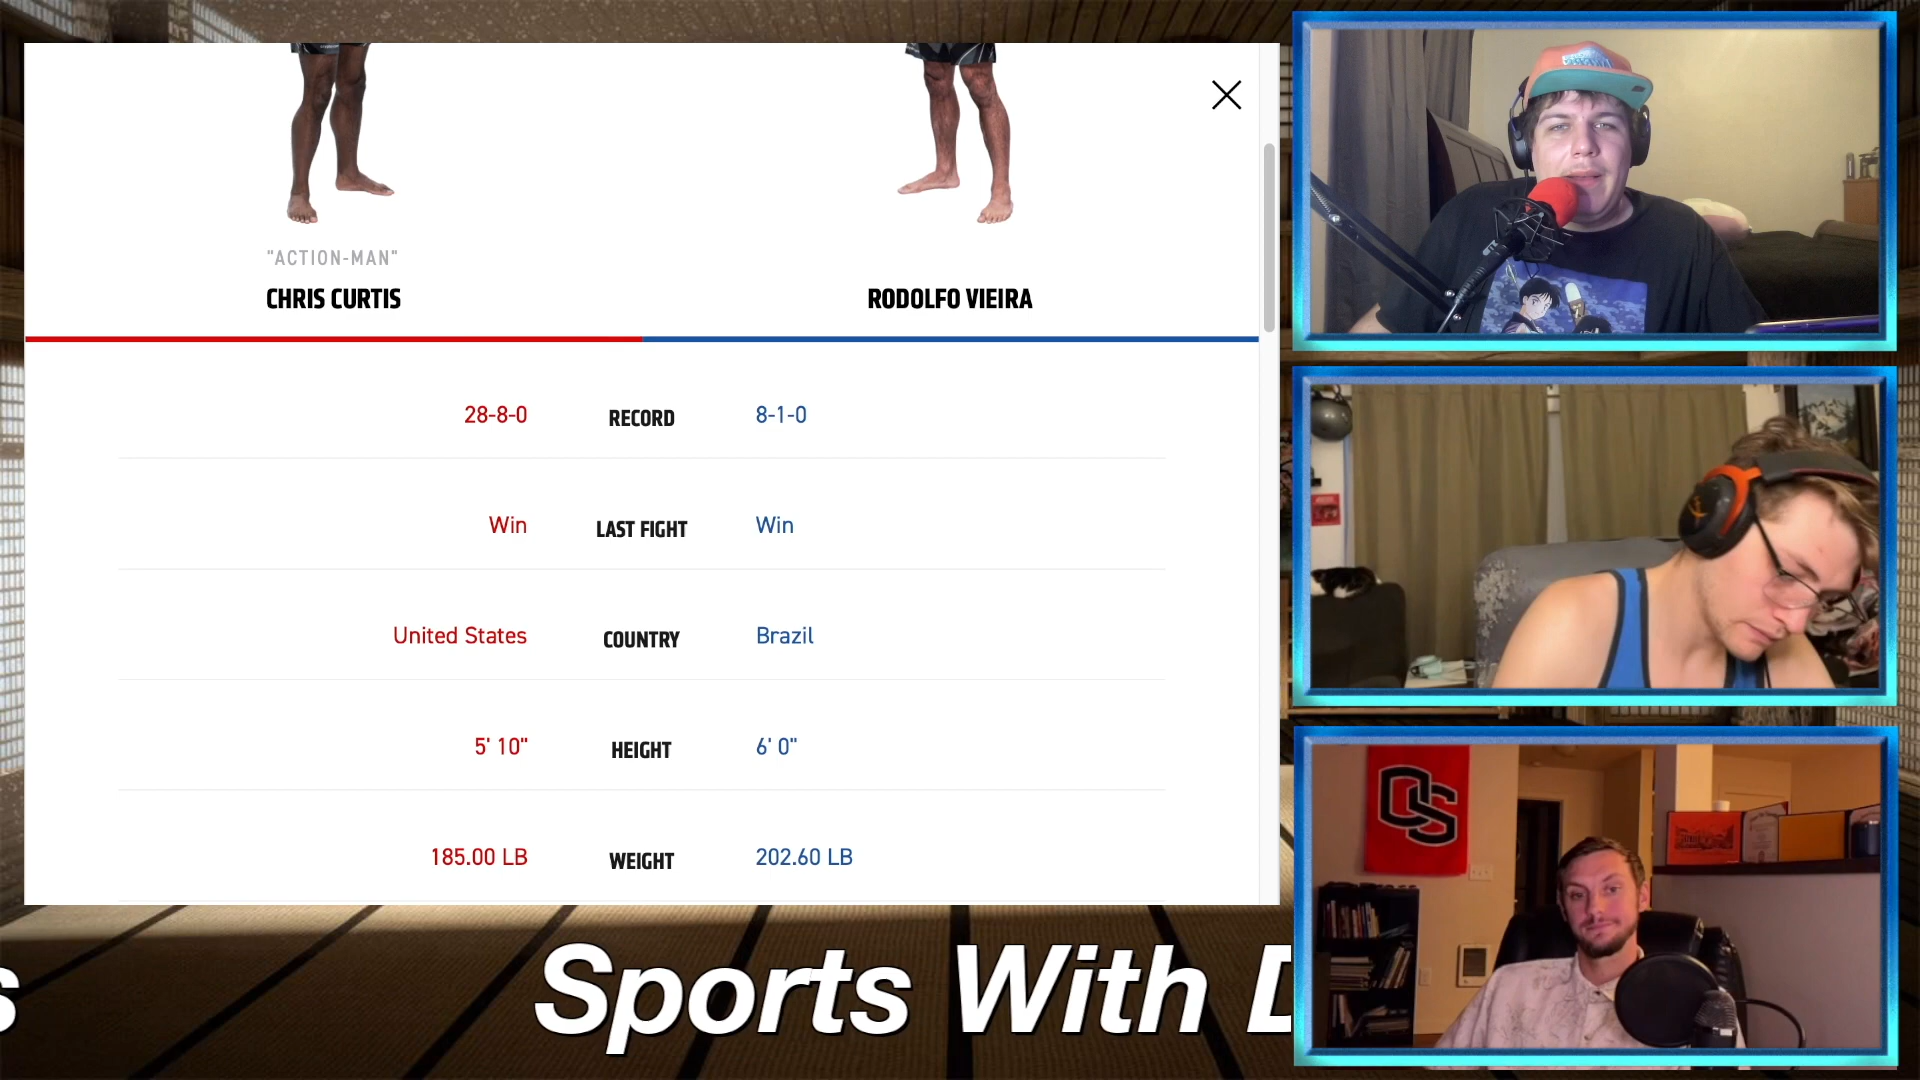 "ACTION-MAN"
CHRIS CURTIS
RODOLFO VIEIRA
28-8-0 RECORD 8-1-0
Win LAST FIGHT Win
United States COUNTRY Brazil
5' 10" HEIGHT 6' 0"
185.00 LB WEIGHT 202.60 LB
s Sports With D
OS